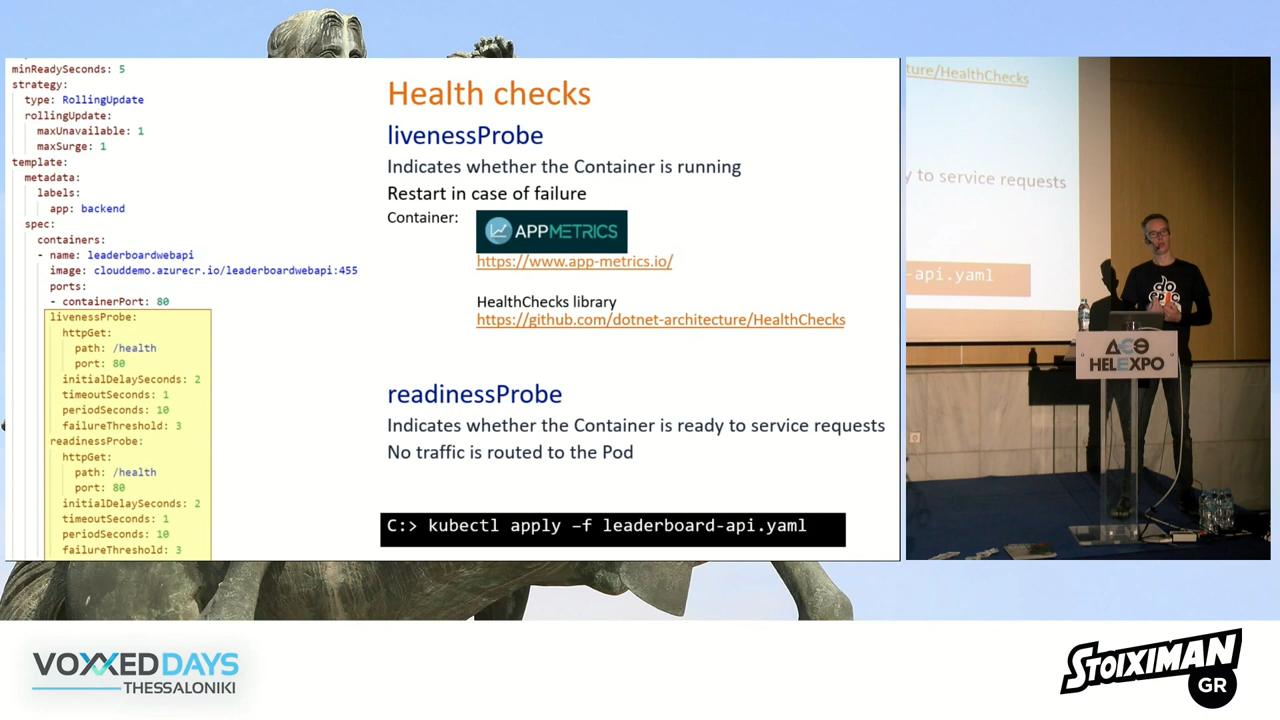 minReadySeconds: 5
strategy:
type: RollingUpdate
rollingUpdate:
maxUnavailable: 1
maxSurge: 1
template:
metadata:
labels:
app: backend
spec:
containers:
- name: leaderboardwebapi
image: clouddemo.azurecr.io/leaderboardwebapi:455
ports:
- containerPort: 80
livenessProbe:
httpGet:
path: /health
port: 80
initialDelaySeconds: 2
timeoutSeconds: 1
periodSeconds: 10
failureThreshold: 3
readinessProbe:
httpGet:
path: /health
port: 80
initialDelaySeconds: 2
timeoutSeconds: 1
periodSeconds: 10
failureThreshold: 3
Health checks
livenessProbe
Indicates whether the Container is running
Restart in case of failure
Container:
APPMETRICS
https://www.app-metrics.io/
HealthChecks library
https://github.com/dotnet-architecture/HealthChecks
readinessProbe
Indicates whether the Container is ready to service requests
No traffic is routed to the Pod
C:> kubectl apply –f leaderboard-api.yaml
ture/HealthChecks
y to service requests
-api.yaml
ΔΕΘ
HELEXPO
VOXXED DAYS
THESSALONIKI
STOIXIMAN
GR